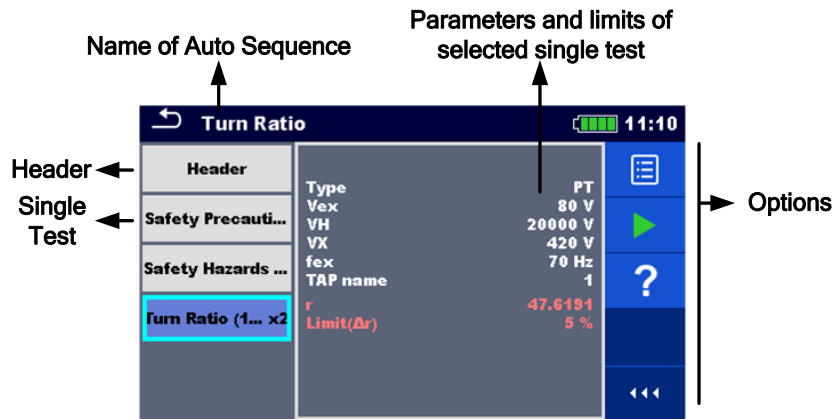 Name of Auto Sequence
Parameters and limits of
selected single test
Turn Ratio
11:10
Header
Single
Test
Header
Safety Precauti...
Safety Hazards ...
Turn Ratio (1... x2
Type PT
Vex 80 V
VH 20000 V
VX 420 V
fex 70 Hz
TAP name 1
r 47.6191
Limit(Δr) 5 %
?
Options